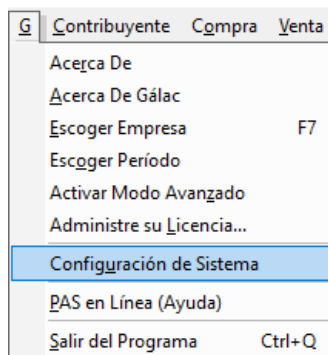 G Contribuyente Compra Venta
Acerca De
Acerca De Gálac
Escoger Empresa F7
Escoger Período
Activar Modo Avanzado
Administre su Licencia...
Configuración de Sistema
PAS en Línea (Ayuda)
Salir del Programa Ctrl+Q